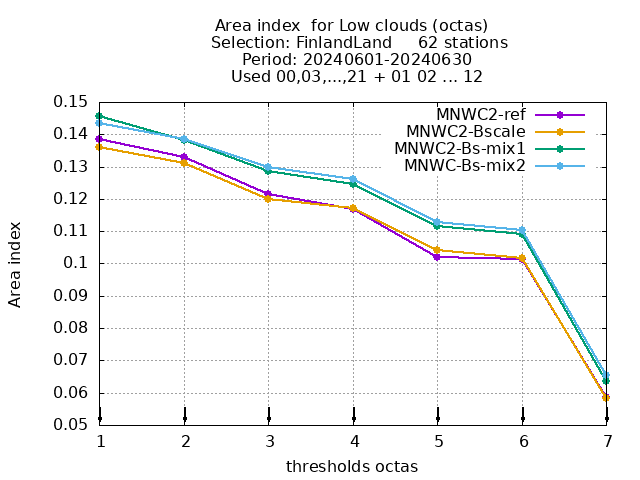 Area index  for Low clouds (octas)
Selection: FinlandLand     62 stations
Period: 20240601-20240630
Used 00,03,...,21 + 01 02 ... 12
MNWC2-ref
MNWC2-Bscale
MNWC2-Bs-mix1
MNWC-Bs-mix2
0.15
0.14
0.13
0.12
0.11
0.1
0.09
0.08
0.07
0.06
0.05
Area index
1 2 3 4 5 6 7
thresholds octas